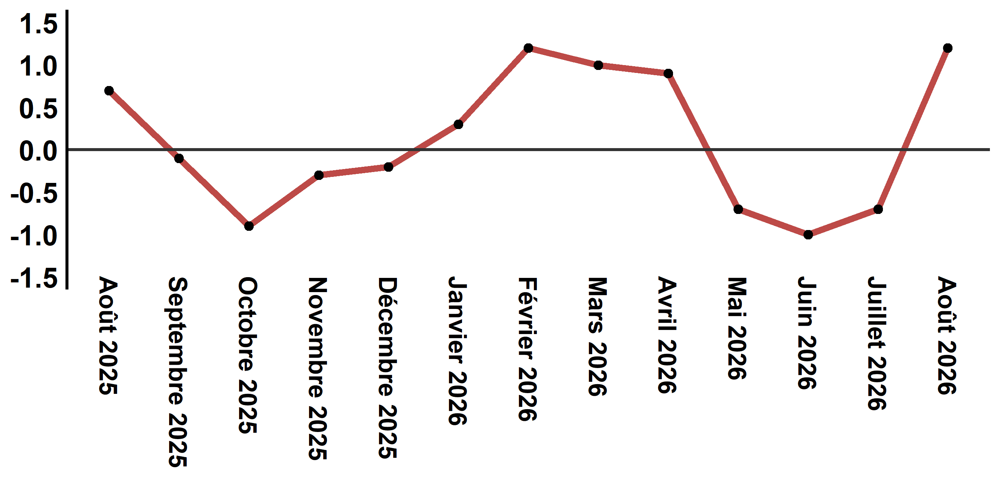 1.5
1.0
0.5
0.0
-0.5
-1.0
-1.5
Août 2025
Septembre 2025
Octobre 2025
Novembre 2025
Décembre 2025
Janvier 2026
Février 2026
Mars 2026
Avril 2026
Mai 2026
Juin 2026
Juillet 2026
Août 2026